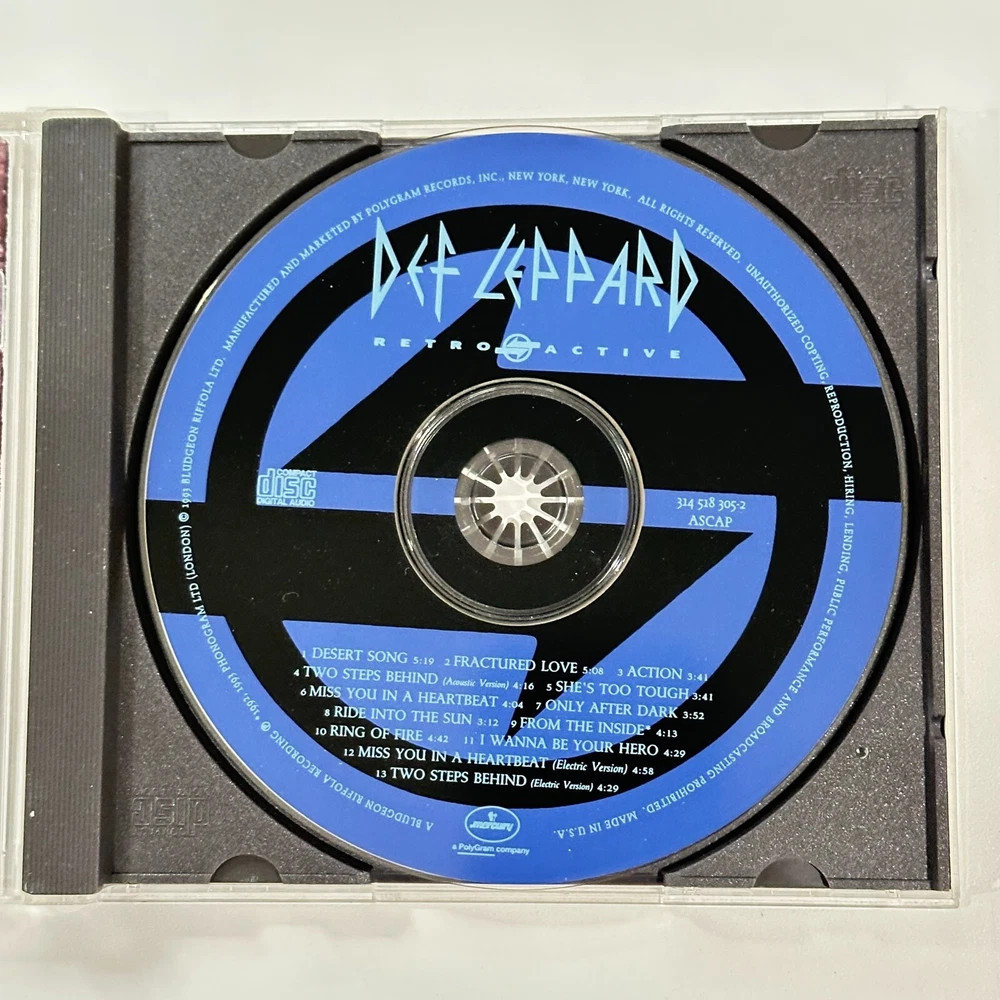 DEF LEPPARD
RETRO ACTIVE
COMPACT
disc
DIGITAL AUDIO
314 518 305-2
ASCAP
1 DESERT SONG 5:19 2 FRACTURED LOVE 5:08 3 ACTION 3:41
4 TWO STEPS BEHIND (Acoustic Version) 4:16 5 SHE'S TOO TOUGH 3:41
6 MISS YOU IN A HEARTBEAT 4:04 7 ONLY AFTER DARK 3:52
8 RIDE INTO THE SUN 3:12 9 FROM THE INSIDE* 4:13
10 RING OF FIRE 4:42 11 I WANNA BE YOUR HERO 4:29
12 MISS YOU IN A HEARTBEAT (Electric Version) 4:58
13 TWO STEPS BEHIND (Electric Version) 4:29
mercury
a PolyGram company
A BLUDGEON RIFFOLA RECORDING ℗ *1992, 1993 PHONOGRAM LTD (LONDON) © 1993 BLUDGEON RIFFOLA LTD. MANUFACTURED AND MARKETED BY POLYGRAM RECORDS, INC., NEW YORK, NEW YORK. ALL RIGHTS RESERVED. UNAUTHORIZED COPYING, REPRODUCTION, HIRING, LENDING, PUBLIC PERFORMANCE AND BROADCASTING PROHIBITED. MADE IN U.S.A.
disc
disc